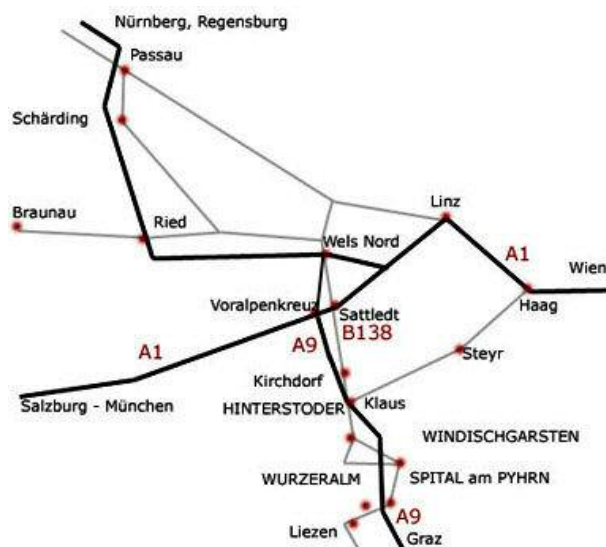 Nürnberg, Regensburg
Passau
Schärding
Linz
Braunau
Ried
Wels Nord
A1
Wien
Haag
Voralpenkreuz
Sattledt
B138
A9
A1
Steyr
Kirchdorf
Salzburg - München
HINTERSTODER
Klaus
WINDISCHGARSTEN
WURZERALM
SPITAL am PYHRN
A9
Liezen
Graz